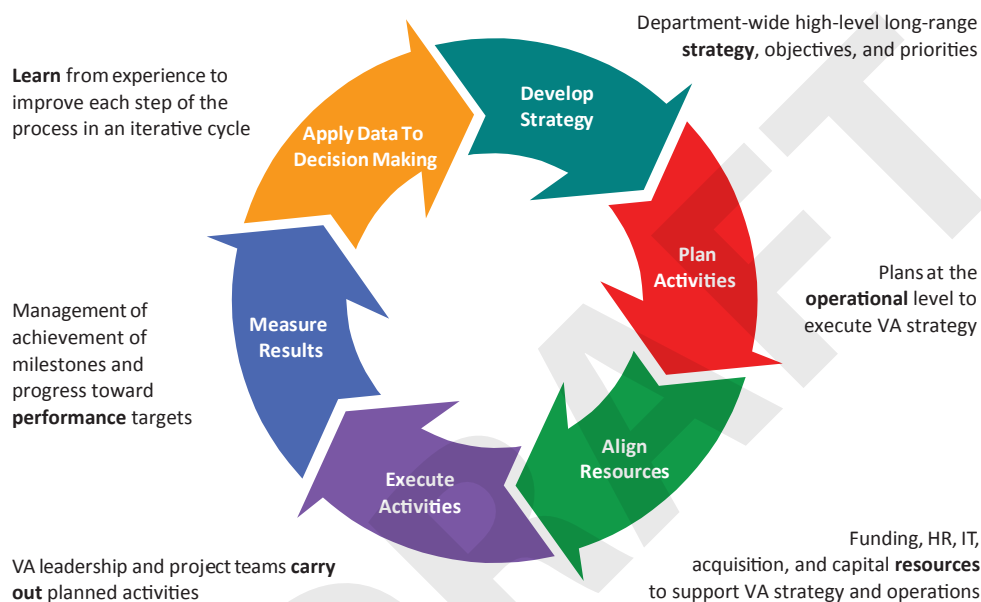 Department-wide high-level long-range
strategy, objectives, and priorities
Develop
Strategy
Plan
Activities
Plans at the
operational level to
execute VA strategy
Align
Resources
Funding, HR, IT,
acquisition, and capital resources
to support VA strategy and operations
Execute
Activities
VA leadership and project teams carry
out planned activities
Measure
Results
Management of
achievement of
milestones and
progress toward
performance targets
Apply Data To
Decision Making
Learn from experience to
improve each step of the
process in an iterative cycle
DRAFT